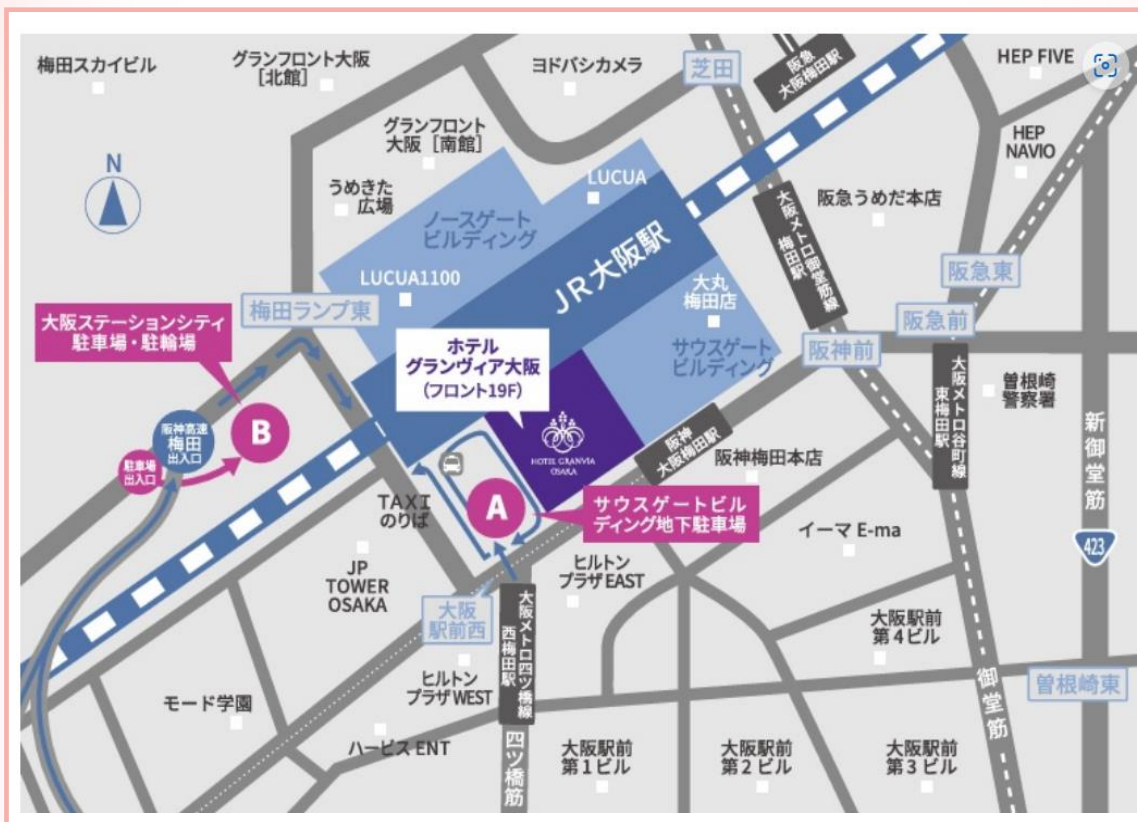 梅田スカイビル
グランフロント大阪
［北館］
ヨドバシカメラ
芝田
阪急
大阪梅田駅
HEP FIVE
HEP
NAVIO
N
グランフロント
大阪［南館］
うめきた
広場
LUCUA
ノースゲート
ビルディング
LUCUA1100
JR大阪駅
大阪メトロ御堂筋線
梅田駅
阪急うめだ本店
阪急東
阪急前
大丸
梅田店
サウスゲート
ビルディング
阪神前
梅田ランプ東
大阪ステーションシティ
駐車場・駐輪場
ホテル
グランヴィア大阪
（フロント19F）
HOTEL GRANVIA
OSAKA
大阪メトロ谷町線
東梅田駅
曽根崎
警察署
新御堂筋
423
阪神高速
梅田
出入口
B
駐車場
出入口
阪神
大阪梅田駅
阪神梅田本店
TAXI
のりば
A
サウスゲートビル
ディング地下駐車場
イーマ E-ma
JP
TOWER
OSAKA
ヒルトン
プラザ EAST
大阪
駅前西
大阪メトロ四ツ橋線
西梅田駅
大阪駅前
第4ビル
ヒルトン
プラザ WEST
モード学園
ハービス ENT
四ツ橋筋
大阪駅前
第1ビル
大阪駅前
第2ビル
大阪駅前
第3ビル
御堂筋
曽根崎東